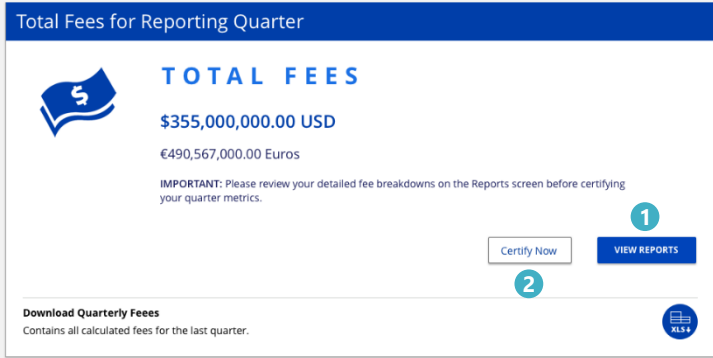 Total Fees for Reporting Quarter
$
TOTAL FEES
$355,000,000.00 USD
€490,567,000.00 Euros
IMPORTANT: Please review your detailed fee breakdowns on the Reports screen before certifying
your quarter metrics.
1
Certify Now
VIEW REPORTS
2
Download Quarterly Feees
Contains all calculated fees for the last quarter.
XLS